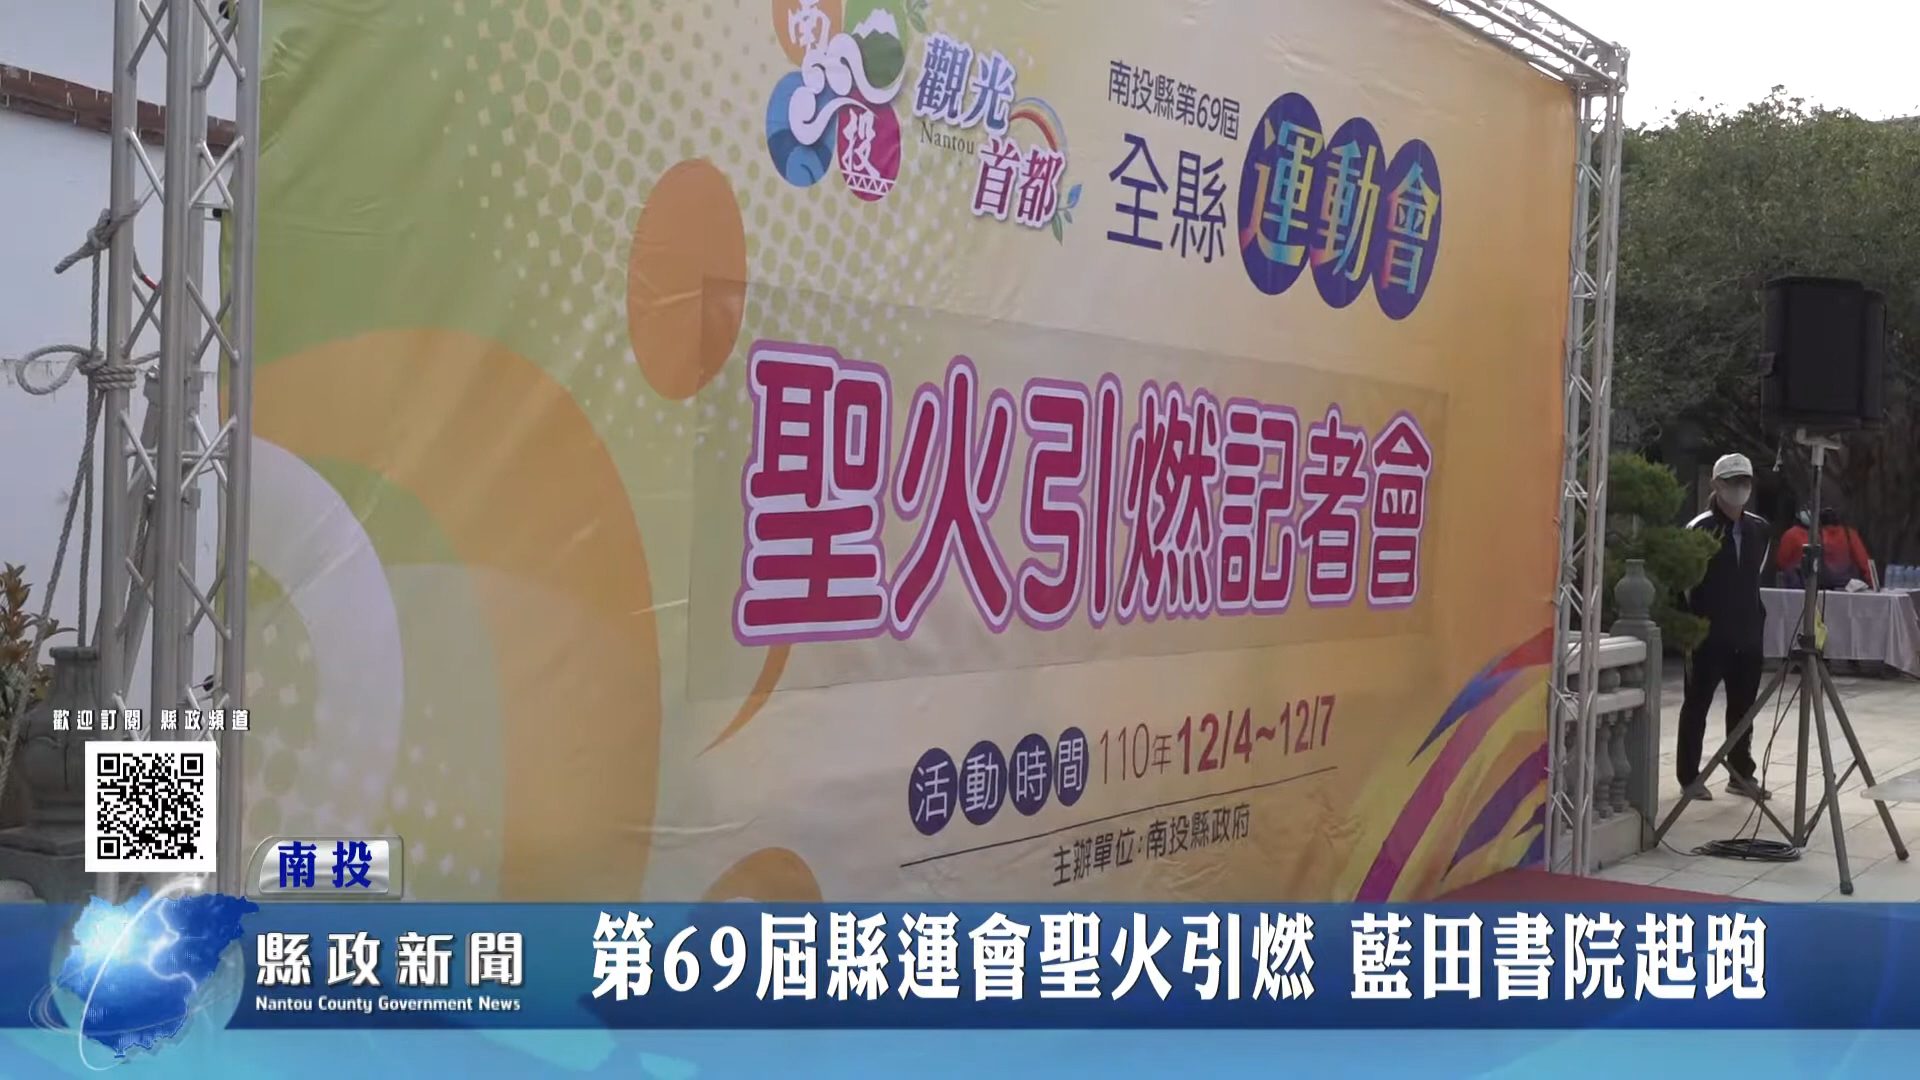 南投
觀光
Nantou
首都
南投縣第69屆
全縣運動會
聖火引燃記者會
活動時間 110年12/4~12/7
主辦單位:南投縣政府
歡迎訂閱 縣政頻道
南投
縣政新聞
Nantou County Government News
第69屆縣運會聖火引燃 藍田書院起跑